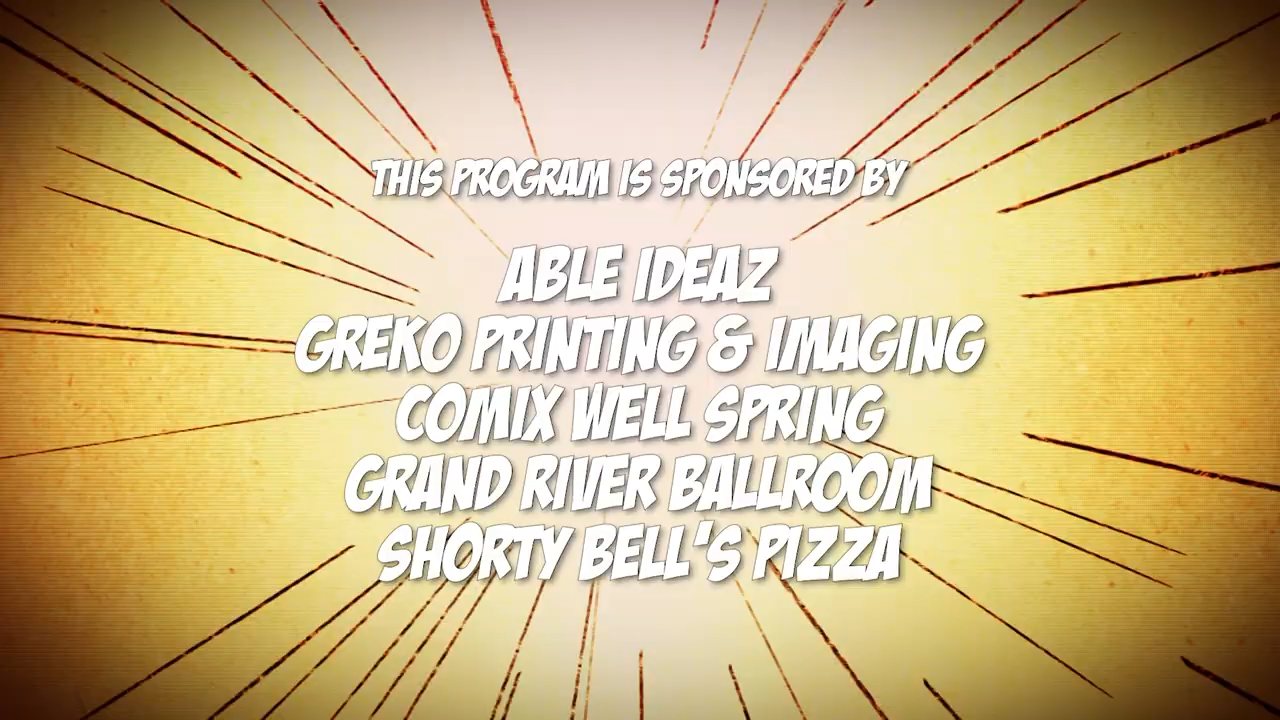 THIS PROGRAM IS SPONSORED BY
ABLE IDEAZ
GREKO PRINTING & IMAGING
COMIX WELL SPRING
GRAND RIVER BALLROOM
SHORTY BELL'S PIZZA